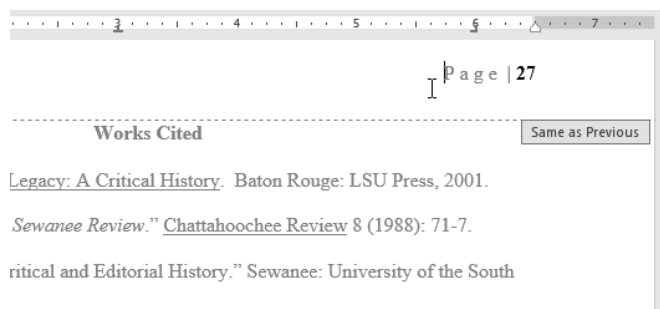 3 4 5 6 7
P a g e | 27
Works Cited
Same as Previous
Legacy: A Critical History. Baton Rouge: LSU Press, 2001.
Sewanee Review.” Chattahoochee Review 8 (1988): 71-7.
ritical and Editorial History.” Sewanee: University of the South